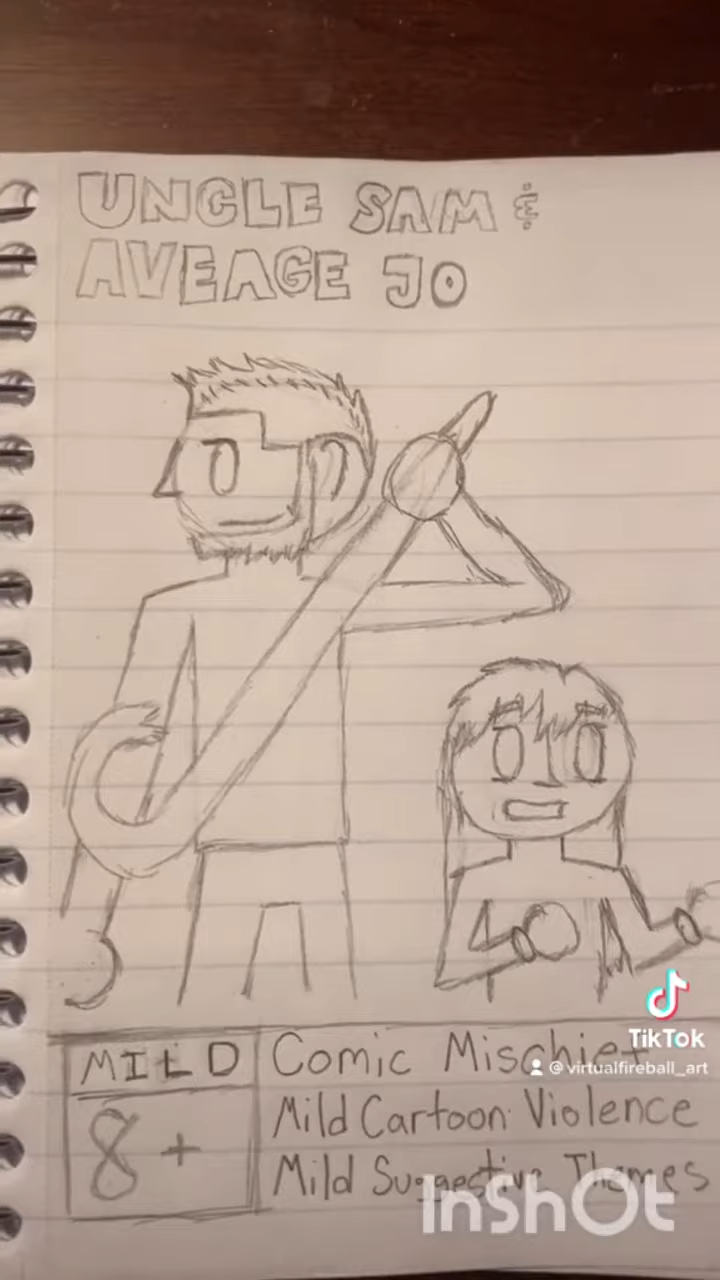 UNCLE SAM &
AVEAGE JO
TikTok
@virtualfireball_art
MILD
8+
Comic Mischief
Mild Cartoon Violence
Mild Suggestive Themes
InShOt